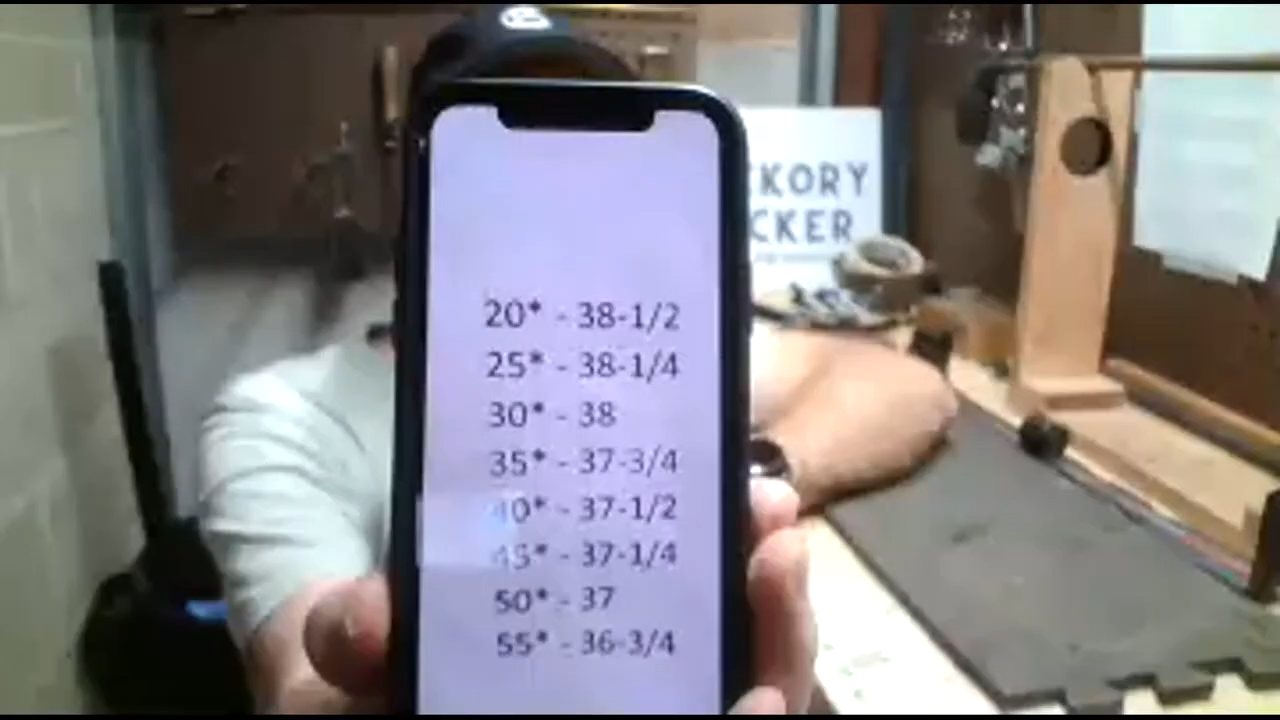 20* - 38-1/2
25* - 38-1/4
30* - 38
35* - 37-3/4
40* - 37-1/2
45* - 37-1/4
50* - 37
55* - 36-3/4
KORY
CKER